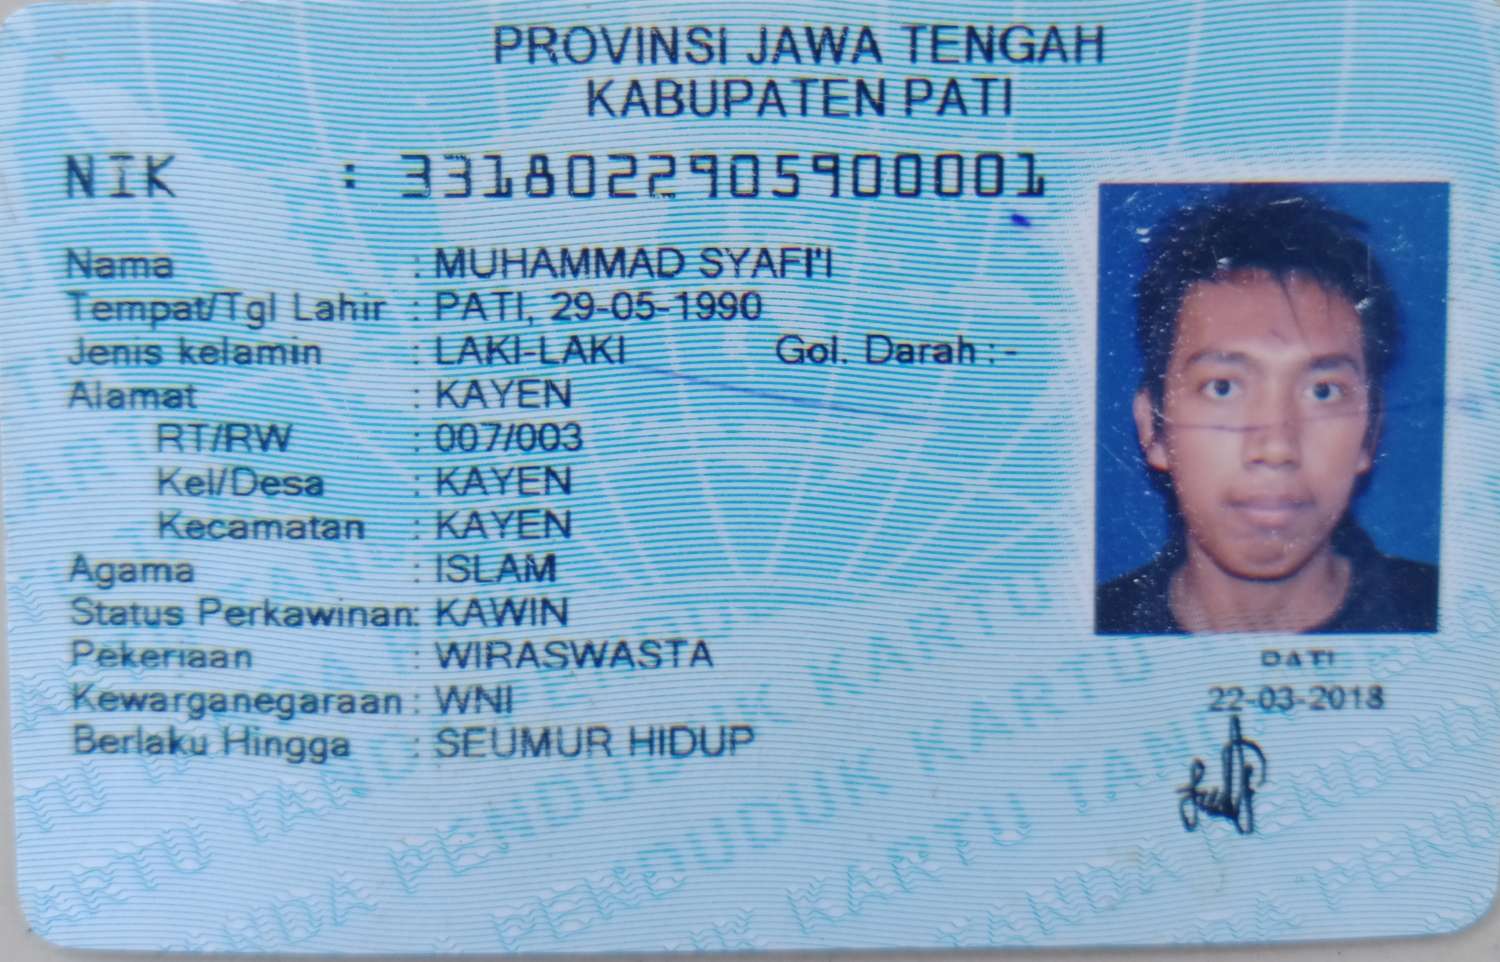 PROVINSI JAWA TENGAH
KABUPATEN PATI
NIK : 3318022905900001
Nama : MUHAMMAD SYAFI'I
Tempat/Tgl Lahir : PATI, 29-05-1990
Jenis kelamin : LAKI-LAKI Gol. Darah : -
Alamat : KAYEN
RT/RW : 007/003
Kel/Desa : KAYEN
Kecamatan : KAYEN
Agama : ISLAM
Status Perkawinan: KAWIN
Pekerjaan : WIRASWASTA
Kewarganegaraan : WNI
Berlaku Hingga : SEUMUR HIDUP
PATI
22-03-2018